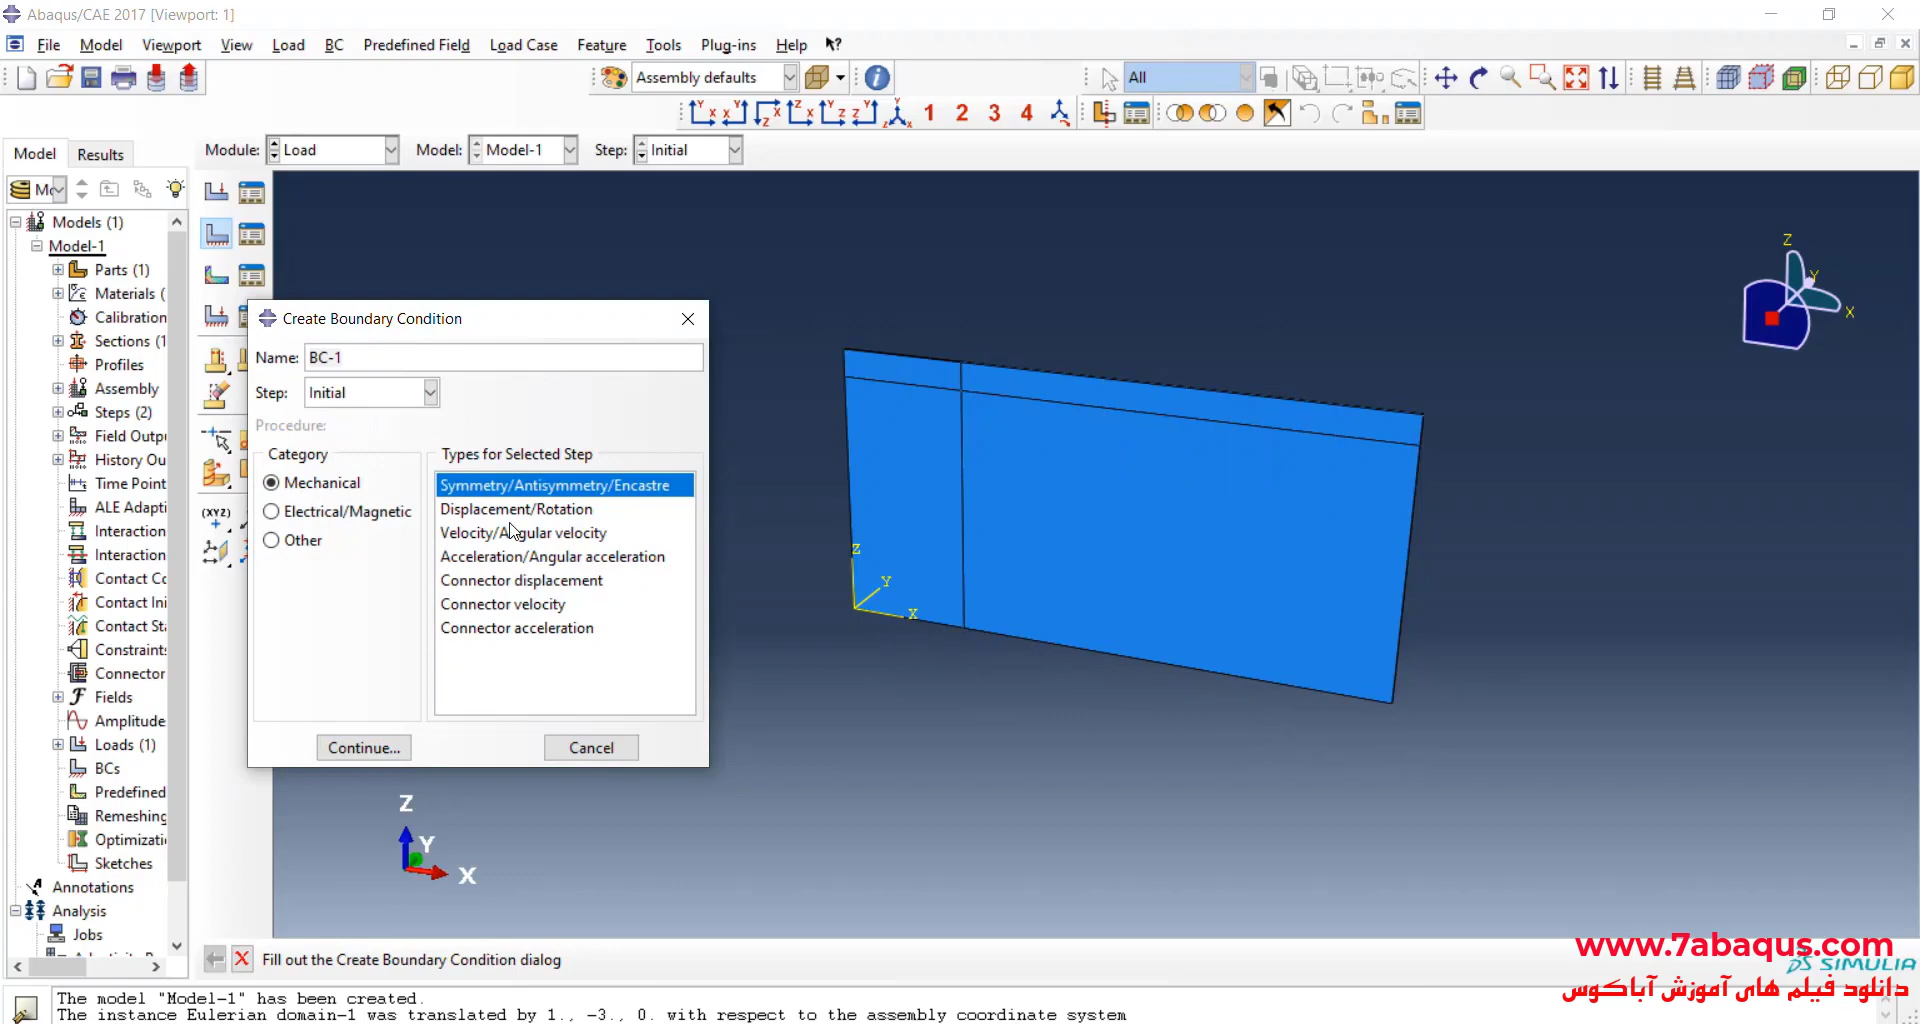 Abaqus/CAE 2017 [Viewport: 1]
File Model Viewport View Load BC Predefined Field Load Case Feature Tools Plug-ins Help
Assembly defaults All
1 2 3 4
Module: Load Model: Model-1 Step: Initial
Model Results
Models (1)
Model-1
Parts (1)
Materials (
Calibration
Sections (1
Profiles
Assembly
Steps (2)
Field Outp
History Ou
Time Point
ALE Adapti
Interaction
Interaction
Contact Co
Contact Ini
Contact Sta
Constraints
Connector
Fields
Amplitude
Loads (1)
BCs
Predefined
Remeshing
Optimizati
Sketches
Annotations
Analysis
Jobs
(XYZ)
Create Boundary Condition
Name: BC-1
Step: Initial
Procedure:
Category
Mechanical
Electrical/Magnetic
Other
Types for Selected Step
Symmetry/Antisymmetry/Encastre
Displacement/Rotation
Velocity/Angular velocity
Acceleration/Angular acceleration
Connector displacement
Connector velocity
Connector acceleration
Continue... Cancel
Z
Y
X
Z
Y
X
Z
Y
X
Fill out the Create Boundary Condition dialog
www.7abaqus.com
SIMULIA
دانلود فیلم های آموزش آباکوس
The model "Model-1" has been created.
The instance Eulerian domain-1 was translated by 1., -3., 0. with respect to the assembly coordinate system